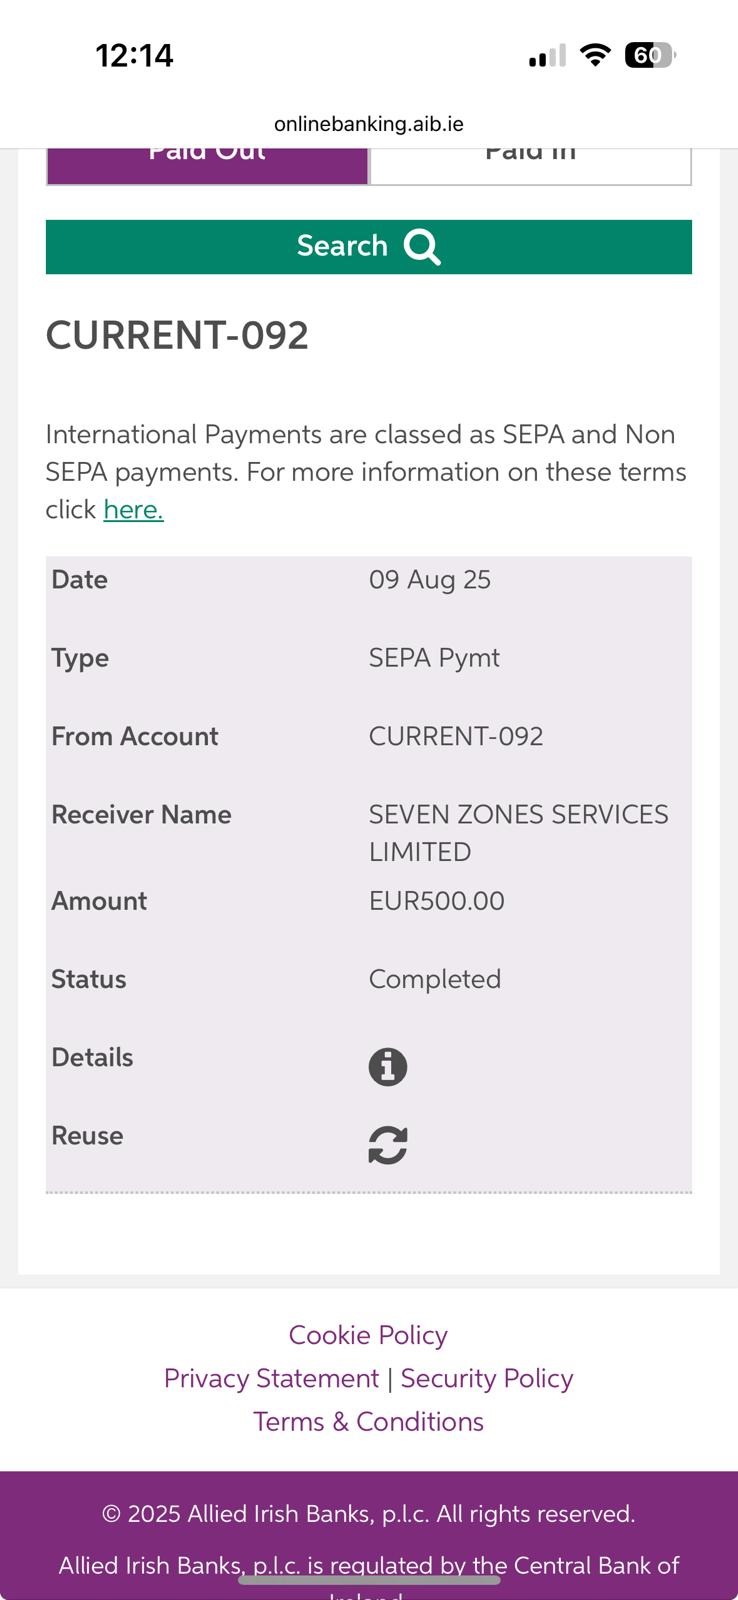 12:14
60
onlinebanking.aib.ie
Paid Out
Paid In
Search
CURRENT-092
International Payments are classed as SEPA and Non
SEPA payments. For more information on these terms
click here.
Date
09 Aug 25
Type
SEPA Pymt
From Account
CURRENT-092
Receiver Name
SEVEN ZONES SERVICES
LIMITED
Amount
EUR500.00
Status
Completed
Details
Reuse
Cookie Policy
Privacy Statement | Security Policy
Terms & Conditions
© 2025 Allied Irish Banks, p.l.c. All rights reserved.
Allied Irish Banks, p.l.c. is regulated by the Central Bank of
Ireland